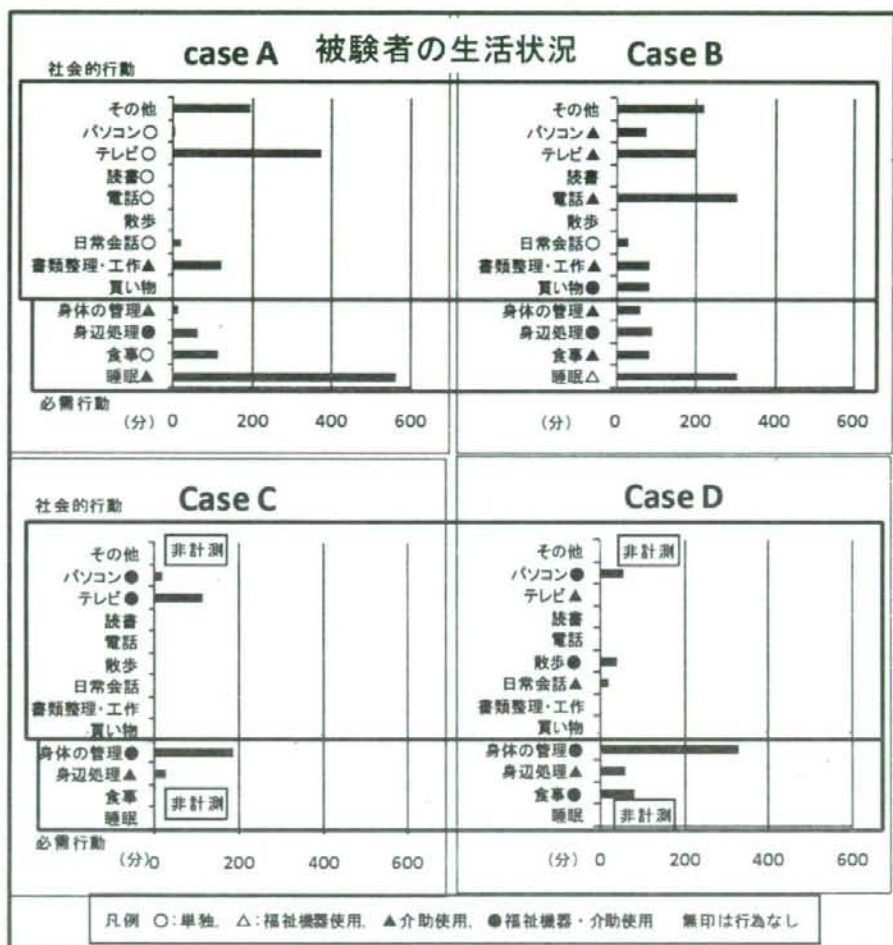 case A 被験者の生活状況 Case B
社会的行動
その他
パソコン○
テレビ○
読書○
電話○
散歩
日常会話○
書類整理・工作▲
買い物
身体の管理▲
身辺処理●
食事○
睡眠▲
必需行動
(分) 0 200 400 600
その他
パソコン▲
テレビ▲
読書
電話▲
散歩
日常会話○
書類整理・工作▲
買い物●
身体の管理▲
身辺処理●
食事▲
睡眠△
(分) 0 200 400 600
社会的行動 Case C
その他 非計測
パソコン●
テレビ●
読書
電話
散歩
日常会話
書類整理・工作
買い物
身体の管理●
身辺処理▲
食事 非計測
睡眠
必需行動
(分)0 200 400 600
Case D
その他 非計測
パソコン●
テレビ▲
読書
電話
散歩●
日常会話▲
書類整理・工作
買い物
身体の管理●
身辺処理▲
食事●
睡眠 非計測
(分) 0 200 400 600
凡例 ○:単独, △:福祉機器使用, ▲介助使用, ●福祉機器・介助使用 無印は行為なし